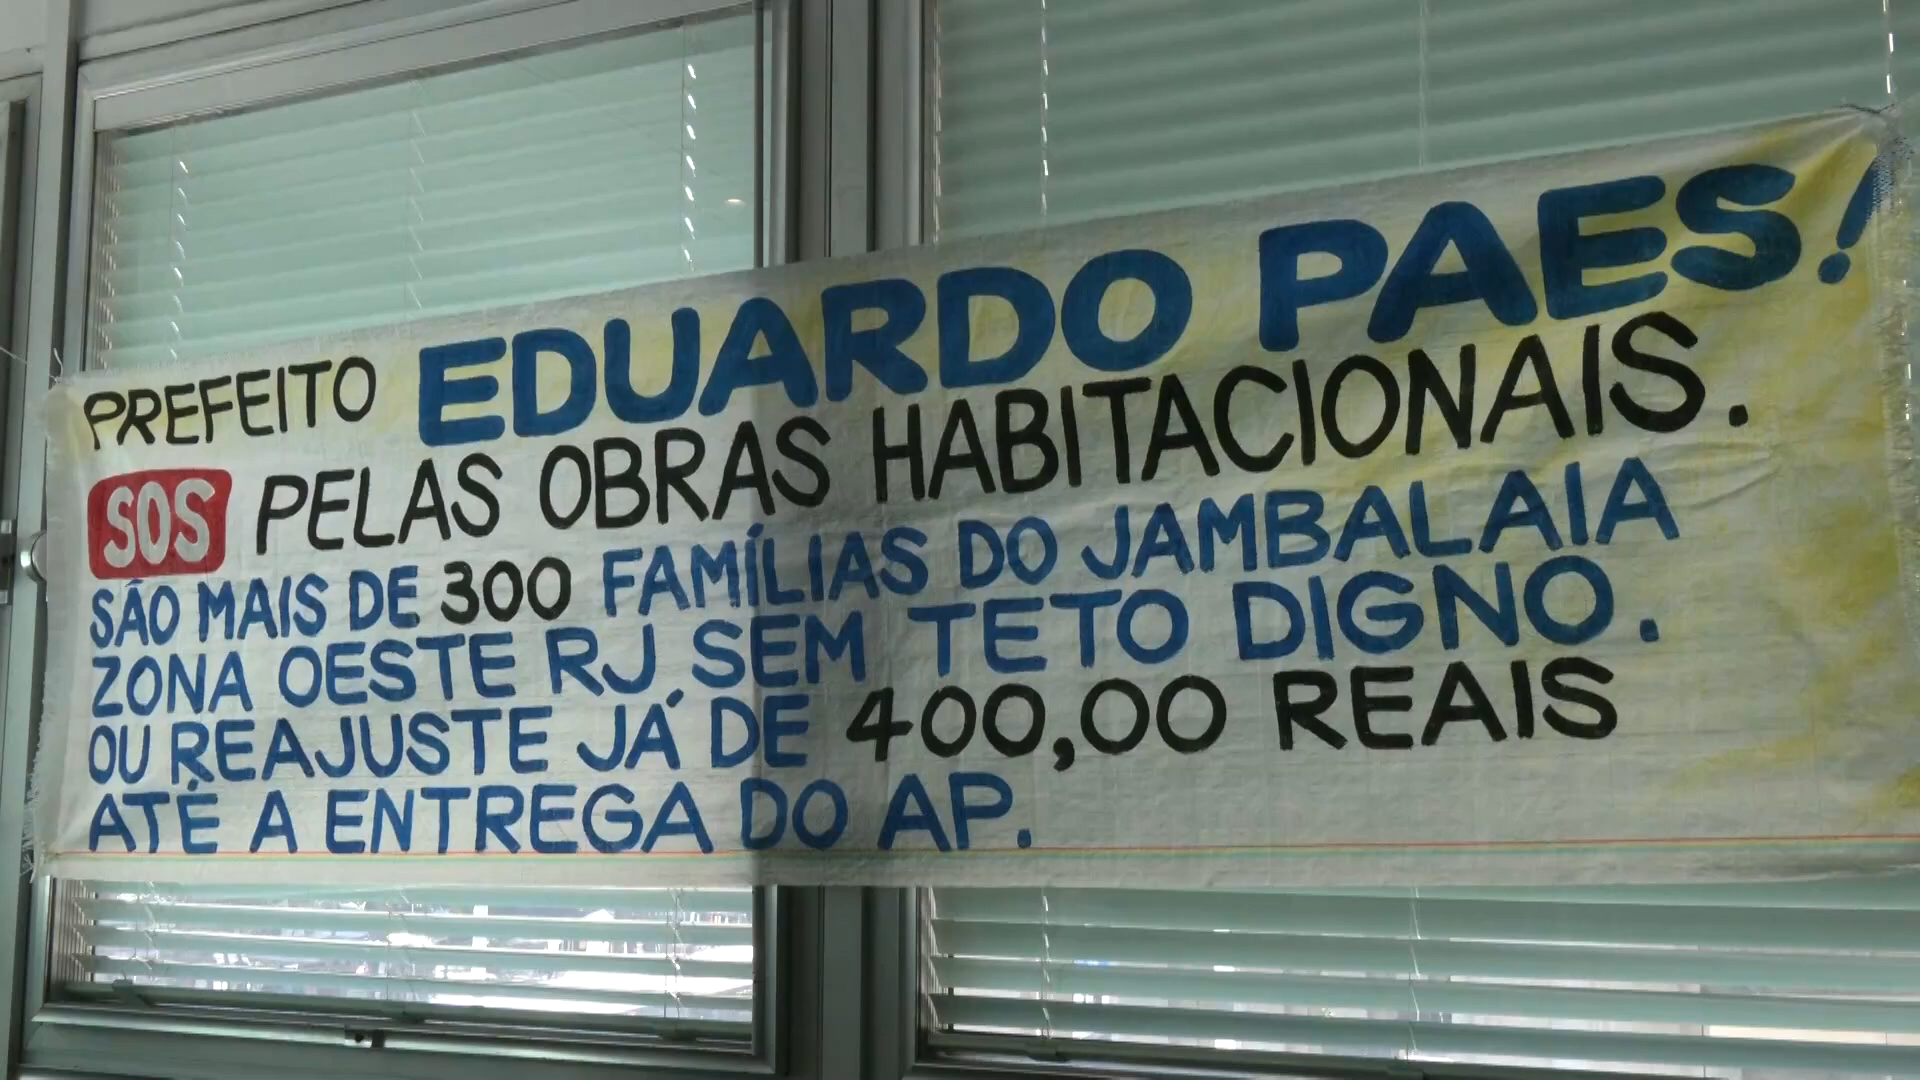 PREFEITO EDUARDO PAES!
SOS PELAS OBRAS HABITACIONAIS.
SÃO MAIS DE 300 FAMÍLIAS DO JAMBALAIA
ZONA OESTE RJ SEM TETO DIGNO.
OU REAJUSTE JÁ DE 400,00 REAIS
ATÉ A ENTREGA DO AP.